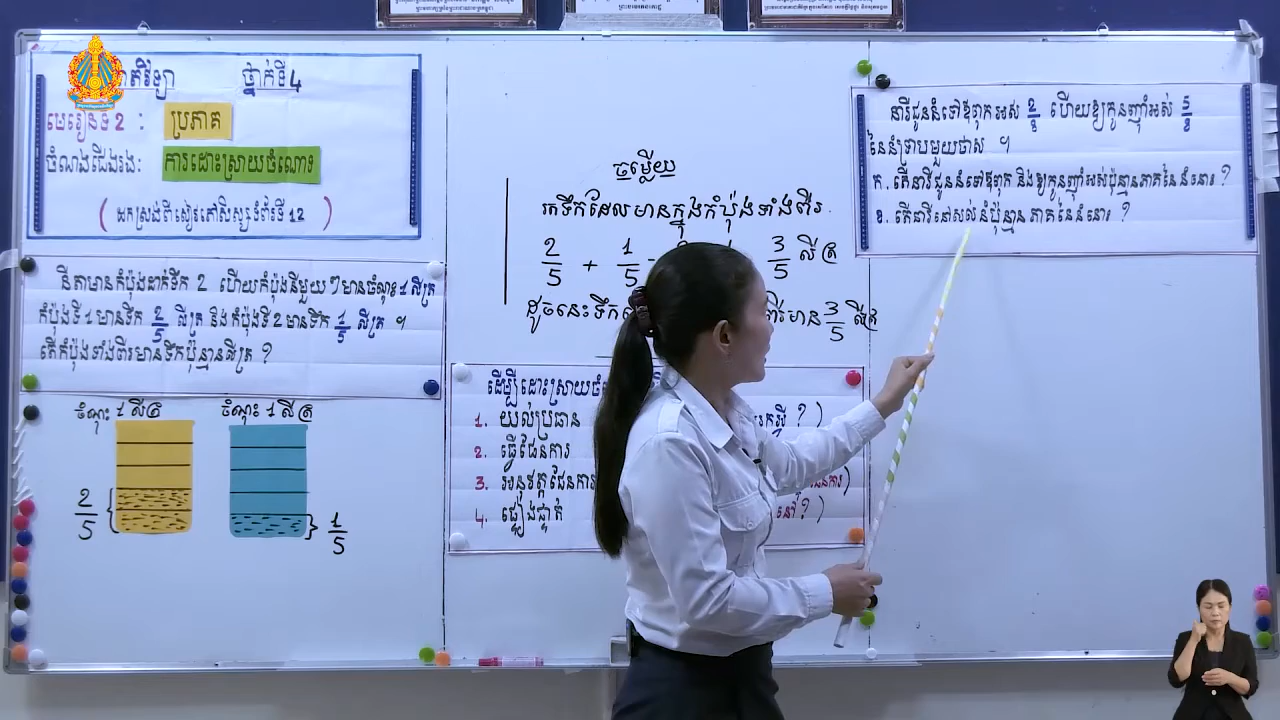 ថ្នាក់ទី4
មេរៀនទី 2 : ប្រភាគ
ចំណងជើងរង: ការដោះស្រាយចំណោទ
(អកស្រង់ពីសៀវភៅសិស្សទំព័រទី 12)
នីតាមានកំប៉ុងដាក់ទឹក 2 ហើយកំប៉ុងនីមួយៗមានចំណុះ 1 លីត្រ
កំប៉ុងទី1មានទឹក 2/5 លីត្រ និងកំប៉ុងទី2មានទឹក 1/5 លីត្រ ។
តើកំប៉ុងទាំងពីរមានទឹកប៉ុន្មានលីត្រ ?
ចំណុះ 1 លីត្រ
ចំណុះ 1 លីត្រ
2/5
1/5
ចម្លើយ
រកទឹកដែលមានក្នុងកំប៉ុងទាំងពីរ
2/5 + 1/5 3/5 លីត្រ
ដូចនេះទឹក មាន 3/5 លីត្រ
ដើម្បីដោះស្រាយ
1. យល់ប្រធាន ?)
2. ធ្វើផែនការ
3. អនុវត្តផែនការ ផែនការ)
4. ផ្ទៀងផ្ទាត់ នៅ?)
នារីជូននំទៅឪពុកអស់ 2/8 ហើយឱ្យកូនញ៉ាំអស់ 5/8
នៃនំទ្រាបមួយថាស ។
ក. តើនារីជូននំទៅឪពុក និងឱ្យកូនញ៉ាំអស់ប៉ុន្មានភាគនៃនំនោះ ?
ខ. តើនារីនៅសល់នំប៉ុន្មាន ភាគនៃនំនោះ ?